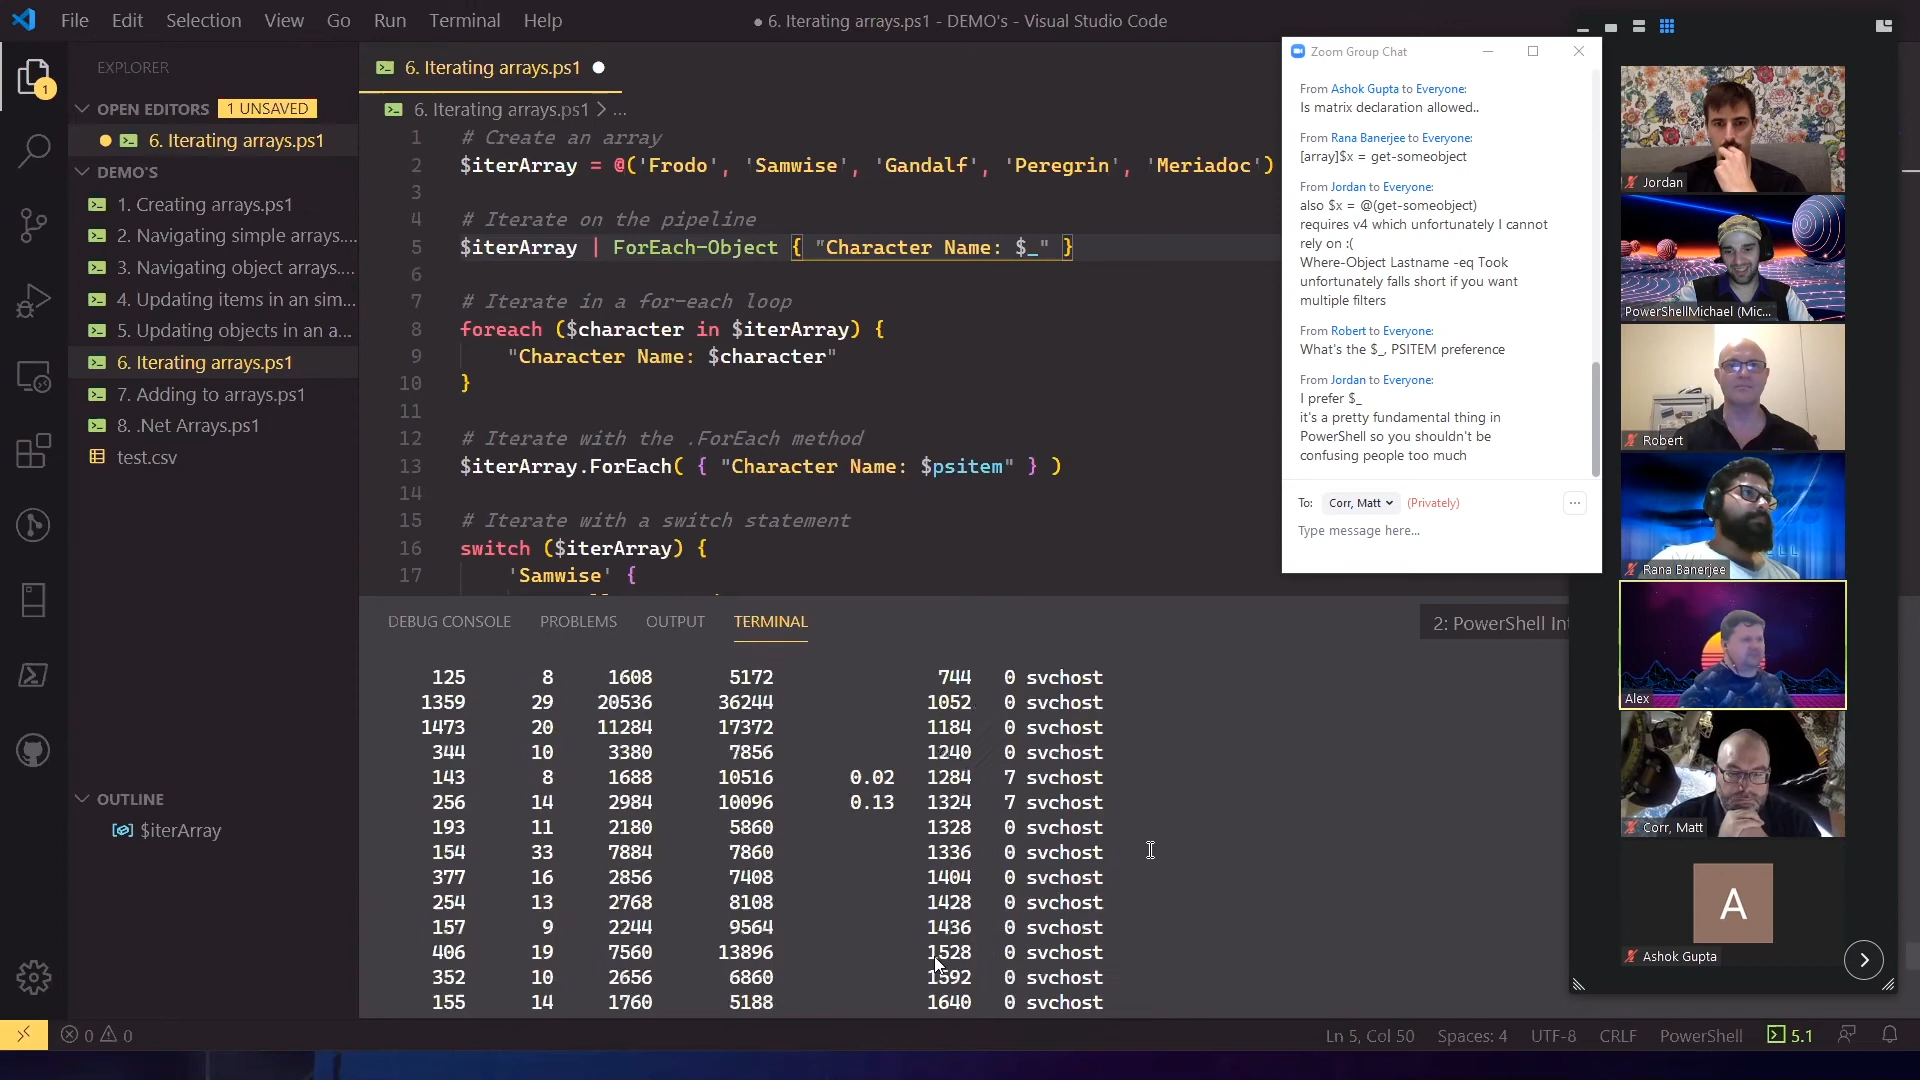 File Edit Selection View Go Run Terminal Help
● 6. Iterating arrays.ps1 - DEMO's - Visual Studio Code
1
EXPLORER
OPEN EDITORS 1 UNSAVED
6. Iterating arrays.ps1
DEMO'S
1. Creating arrays.ps1
2. Navigating simple arrays....
3. Navigating object arrays....
4. Updating items in an sim...
5. Updating objects in an a...
6. Iterating arrays.ps1
7. Adding to arrays.ps1
8. .Net Arrays.ps1
test.csv
OUTLINE
$iterArray
6. Iterating arrays.ps1
6. Iterating arrays.ps1 > ...
1 # Create an array
2 $iterArray = @('Frodo', 'Samwise', 'Gandalf', 'Peregrin', 'Meriadoc')
3
4 # Iterate on the pipeline
5 $iterArray | ForEach-Object { "Character Name: $_" }
6
7 # Iterate in a for-each loop
8 foreach ($character in $iterArray) {
9 "Character Name: $character"
10 }
11
12 # Iterate with the .ForEach method
13 $iterArray.ForEach( { "Character Name: $psitem" } )
14
15 # Iterate with a switch statement
16 switch ($iterArray) {
17 'Samwise' {
DEBUG CONSOLE PROBLEMS OUTPUT TERMINAL
2: PowerShell Int
125 8 1608 5172 744 0 svchost
1359 29 20536 36244 1052 0 svchost
1473 20 11284 17372 1184 0 svchost
344 10 3380 7856 1240 0 svchost
143 8 1688 10516 0.02 1284 7 svchost
256 14 2984 10096 0.13 1324 7 svchost
193 11 2180 5860 1328 0 svchost
154 33 7884 7860 1336 0 svchost
377 16 2856 7408 1404 0 svchost
254 13 2768 8108 1428 0 svchost
157 9 2244 9564 1436 0 svchost
406 19 7560 13896 1528 0 svchost
352 10 2656 6860 1592 0 svchost
155 14 1760 5188 1640 0 svchost
Zoom Group Chat
From Ashok Gupta to Everyone:
Is matrix declaration allowed..
From Rana Banerjee to Everyone:
[array]$x = get-someobject
From Jordan to Everyone:
also $x = @(get-someobject)
requires v4 which unfortunately I cannot
rely on :(
Where-Object Lastname -eq Took
unfortunately falls short if you want
multiple filters
From Robert to Everyone:
What's the $_, PSITEM preference
From Jordan to Everyone:
I prefer $_
it's a pretty fundamental thing in
PowerShell so you shouldn't be
confusing people too much
To: Corr, Matt (Privately)
...
Type message here...
Jordan
PowerShellMichael (Mic...
Robert
Rana Banerjee
Alex
Corr, Matt
A
Ashok Gupta
0 0
Ln 5, Col 50 Spaces: 4 UTF-8 CRLF PowerShell 5.1